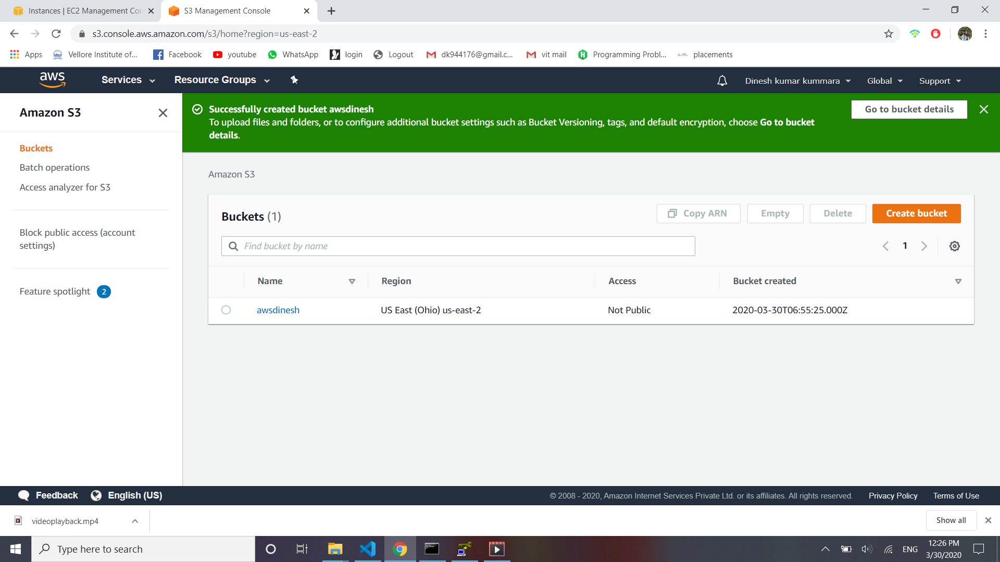 Instances | EC2 Management Con
S3 Management Console
s3.console.aws.amazon.com/s3/home?region=us-east-2
Apps
Vellore Institute of...
Facebook
youtube
WhatsApp
login
Logout
dk944176@gmail.c...
vit mail
Programming Probl...
placements
aws
Services
Resource Groups
Dinesh kumar kummara
Global
Support
Amazon S3
Buckets
Batch operations
Access analyzer for S3
Block public access (account
settings)
Feature spotlight 2
Successfully created bucket awsdinesh
To upload files and folders, or to configure additional bucket settings such as Bucket Versioning, tags, and default encryption, choose Go to bucket
details.
Go to bucket details
Amazon S3
Buckets (1)
Copy ARN
Empty
Delete
Create bucket
Find bucket by name
1
Name Region Access Bucket created
awsdinesh US East (Ohio) us-east-2 Not Public 2020-03-30T06:55:25.000Z
Feedback
English (US)
© 2008 - 2020, Amazon Internet Services Private Ltd. or its affiliates. All rights reserved.
Privacy Policy
Terms of Use
videoplayback.mp4
Show all
Type here to search
ENG
12:26 PM
3/30/2020